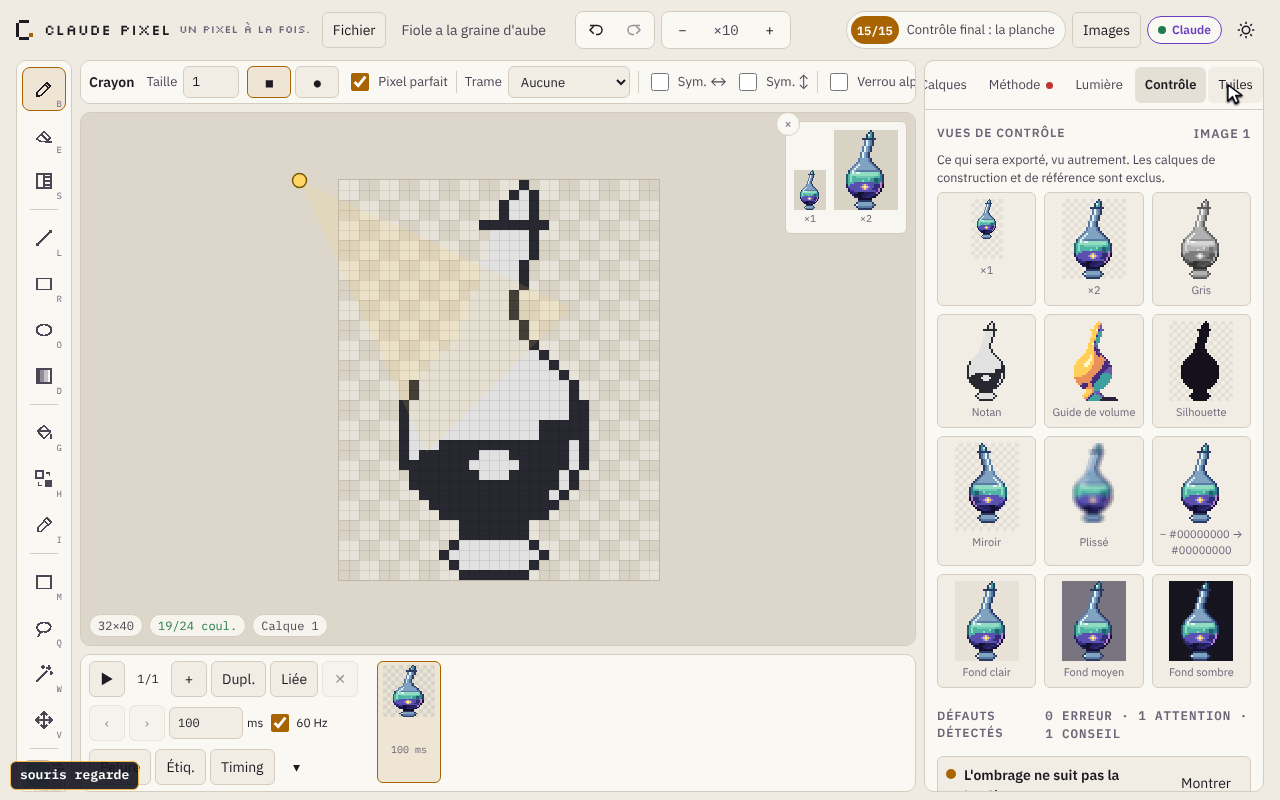 CLAUDE PIXEL UN PIXEL À LA FOIS. Fichier Fiole a la graine d'aube − ×10 + 15/15 Contrôle final : la planche Images Claude
Crayon Taille 1 Pixel parfait Trame Aucune Sym. ↔ Sym. ↕ Verrou alp
Calques Méthode Lumière Contrôle Tuiles
B
E
S
L
R
O
D
G
H
I
M
Q
W
V
×
×1 ×2
VUES DE CONTRÔLE IMAGE 1
Ce qui sera exporté, vu autrement. Les calques de
construction et de référence sont exclus.
×1 ×2 Gris
Notan Guide de volume Silhouette
Miroir Plissé − #00000000 →
#00000000
Fond clair Fond moyen Fond sombre
DÉFAUTS 0 ERREUR · 1 ATTENTION ·
DÉTECTÉS 1 CONSEIL
L'ombrage ne suit pas la
Montrer
32×40 19/24 coul. Calque 1
1/1 + Dupl. Liée ×
‹ › 100 ms 60 Hz
Étiq. Timing ▼
100 ms
souris regarde